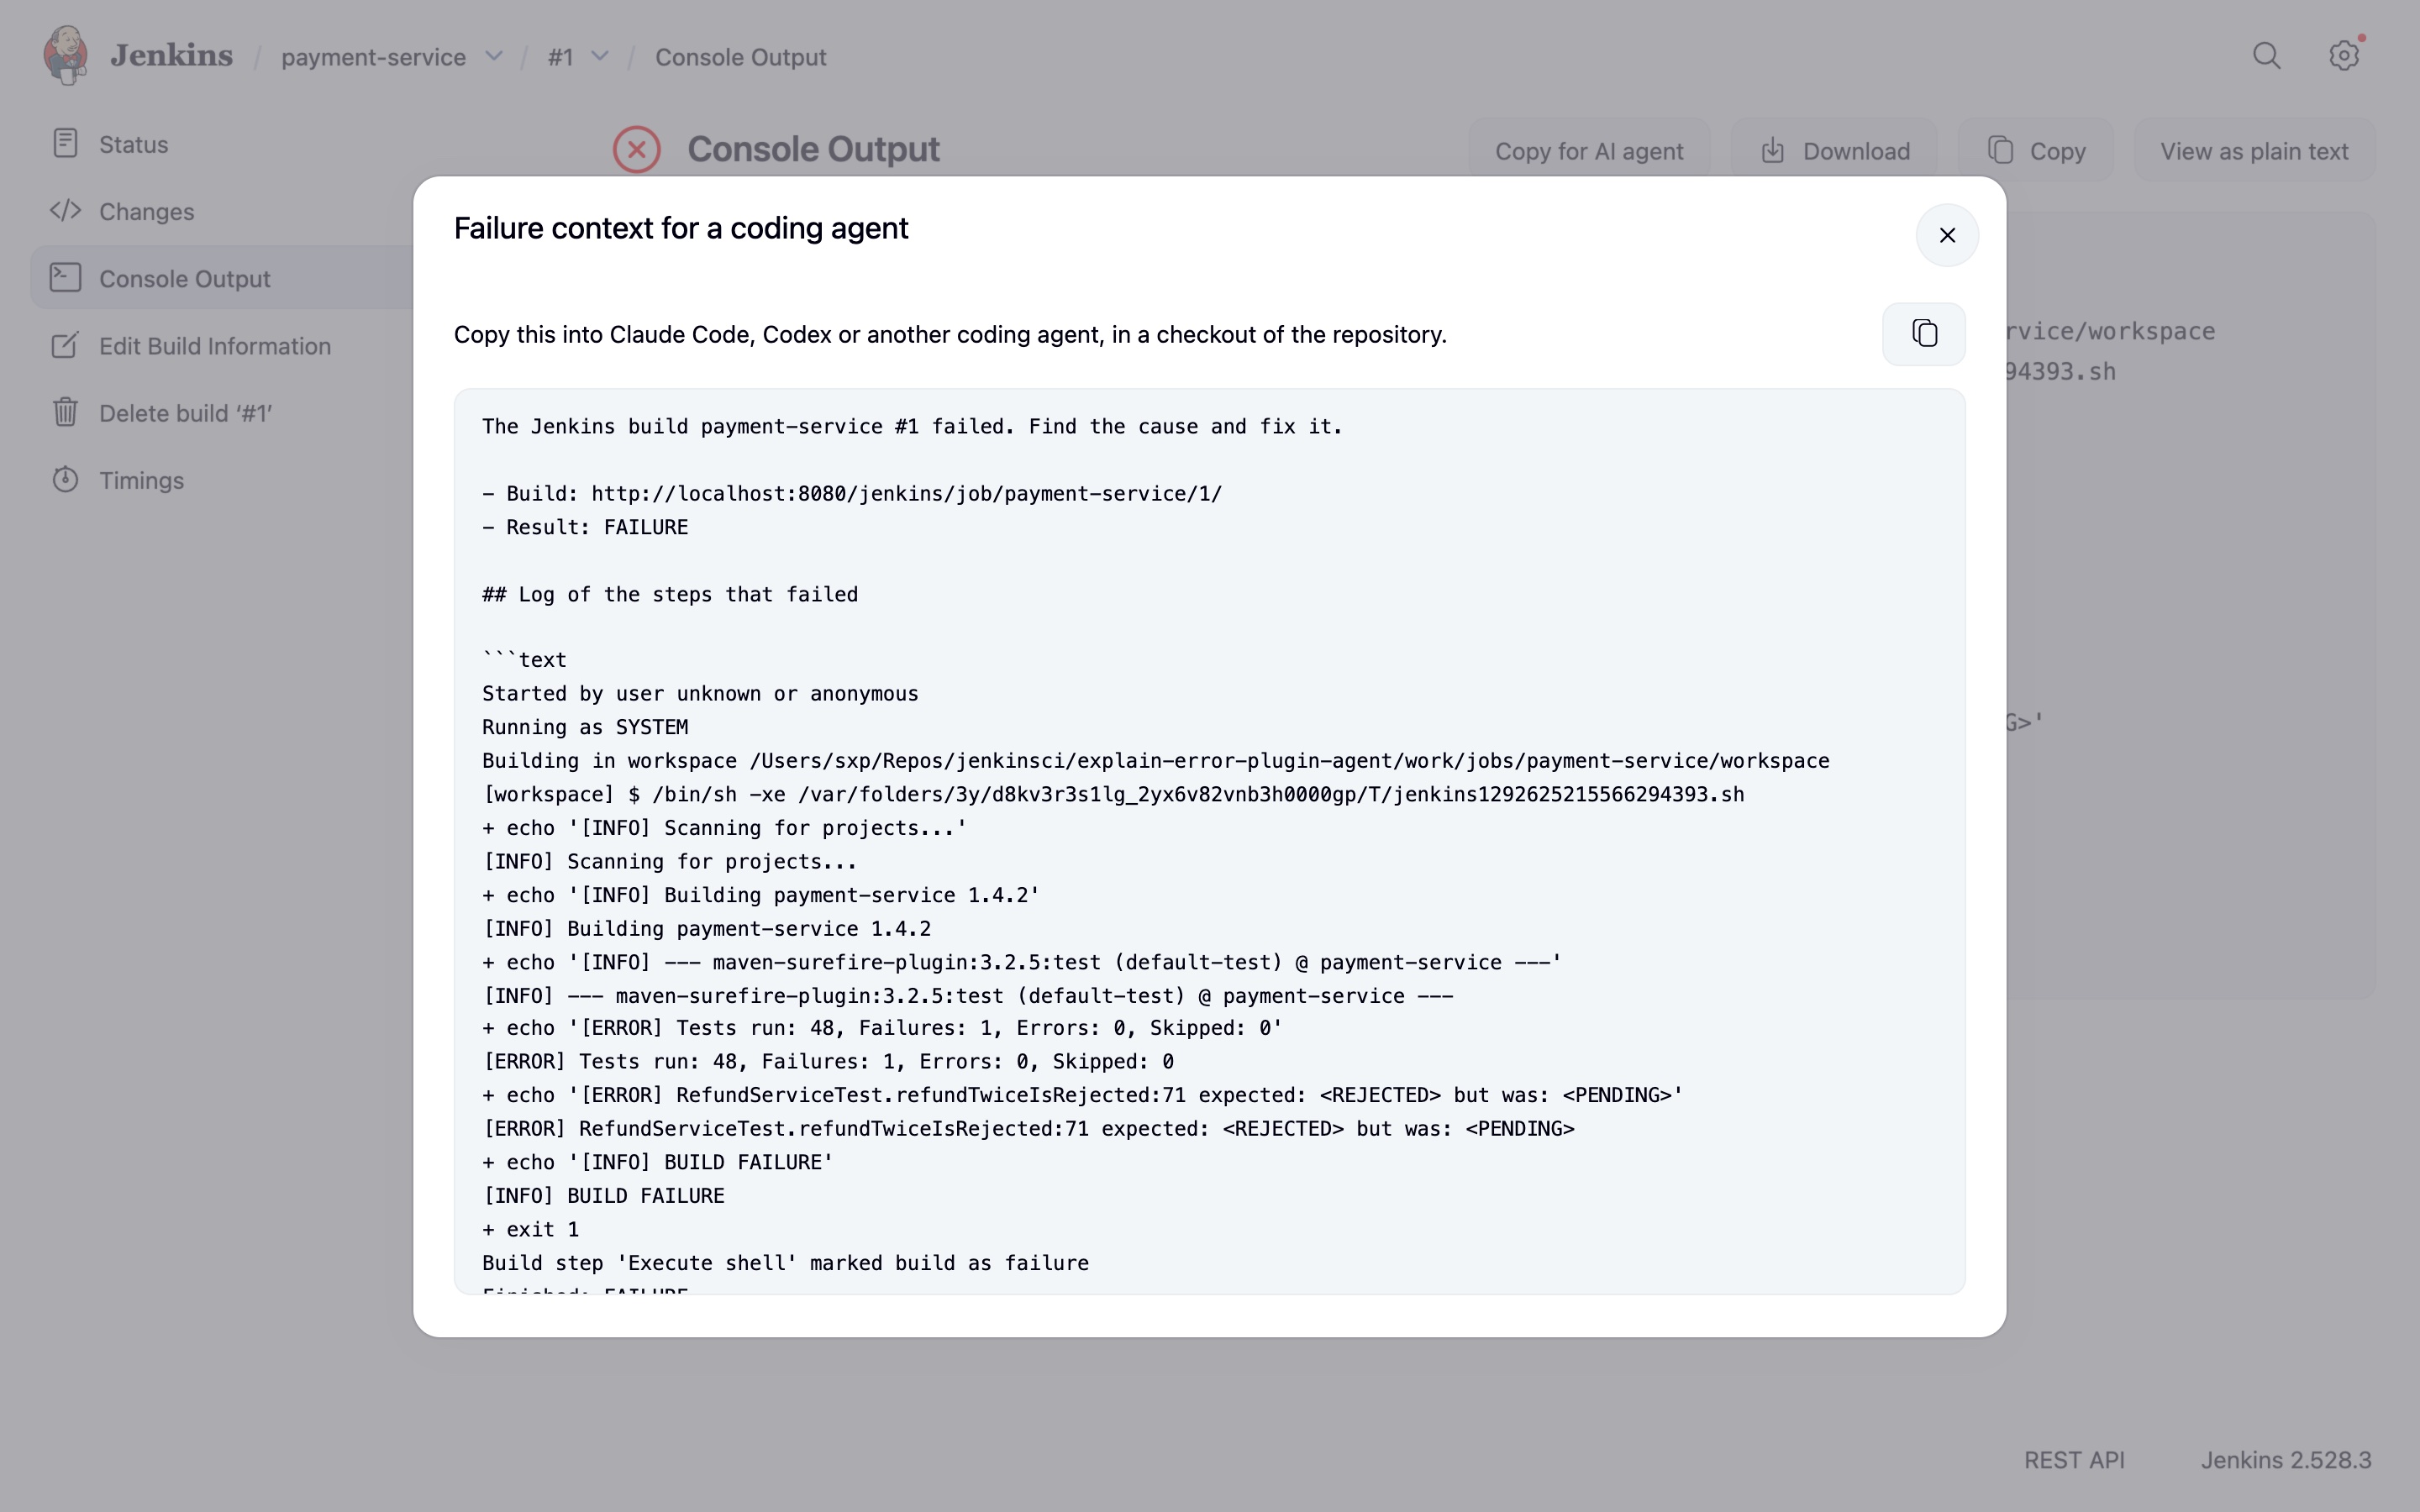 Jenkins / payment-service / #1 / Console Output
Status
Changes
Console Output
Edit Build Information
Delete build ‘#1’
Timings
Console Output
Copy for AI agent
Download
Copy
View as plain text
rvice/workspace
94393.sh
G>'
Failure context for a coding agent
Copy this into Claude Code, Codex or another coding agent, in a checkout of the repository.
The Jenkins build payment-service #1 failed. Find the cause and fix it.
- Build: http://localhost:8080/jenkins/job/payment-service/1/
- Result: FAILURE
## Log of the steps that failed
```text
Started by user unknown or anonymous
Running as SYSTEM
Building in workspace /Users/sxp/Repos/jenkinsci/explain-error-plugin-agent/work/jobs/payment-service/workspace
[workspace] $ /bin/sh -xe /var/folders/3y/d8kv3r3s1lg_2yx6v82vnb3h0000gp/T/jenkins1292625215566294393.sh
+ echo '[INFO] Scanning for projects...'
[INFO] Scanning for projects...
+ echo '[INFO] Building payment-service 1.4.2'
[INFO] Building payment-service 1.4.2
+ echo '[INFO] --- maven-surefire-plugin:3.2.5:test (default-test) @ payment-service ---'
[INFO] --- maven-surefire-plugin:3.2.5:test (default-test) @ payment-service ---
+ echo '[ERROR] Tests run: 48, Failures: 1, Errors: 0, Skipped: 0'
[ERROR] Tests run: 48, Failures: 1, Errors: 0, Skipped: 0
+ echo '[ERROR] RefundServiceTest.refundTwiceIsRejected:71 expected: <REJECTED> but was: <PENDING>'
[ERROR] RefundServiceTest.refundTwiceIsRejected:71 expected: <REJECTED> but was: <PENDING>
+ echo '[INFO] BUILD FAILURE'
[INFO] BUILD FAILURE
+ exit 1
Build step 'Execute shell' marked build as failure
Finished: FAILURE
REST API
Jenkins 2.528.3